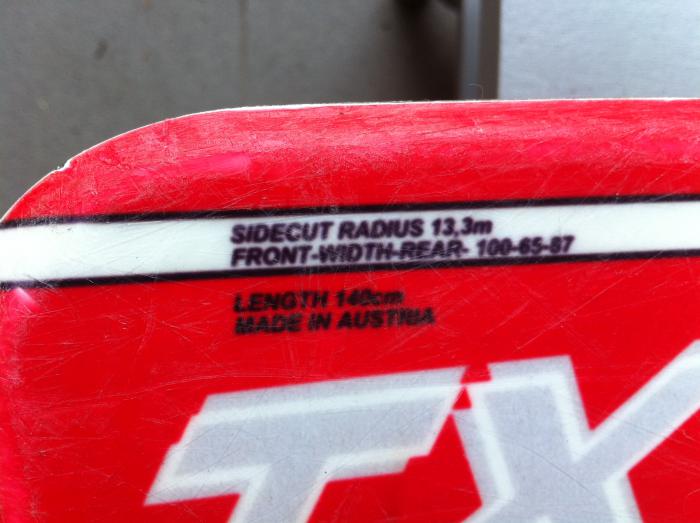 SIDECUT RADIUS 13,3m
FRONT-WIDTH-REAR- 100-65-87
LENGTH 140cm
MADE IN AUSTRIA
TX